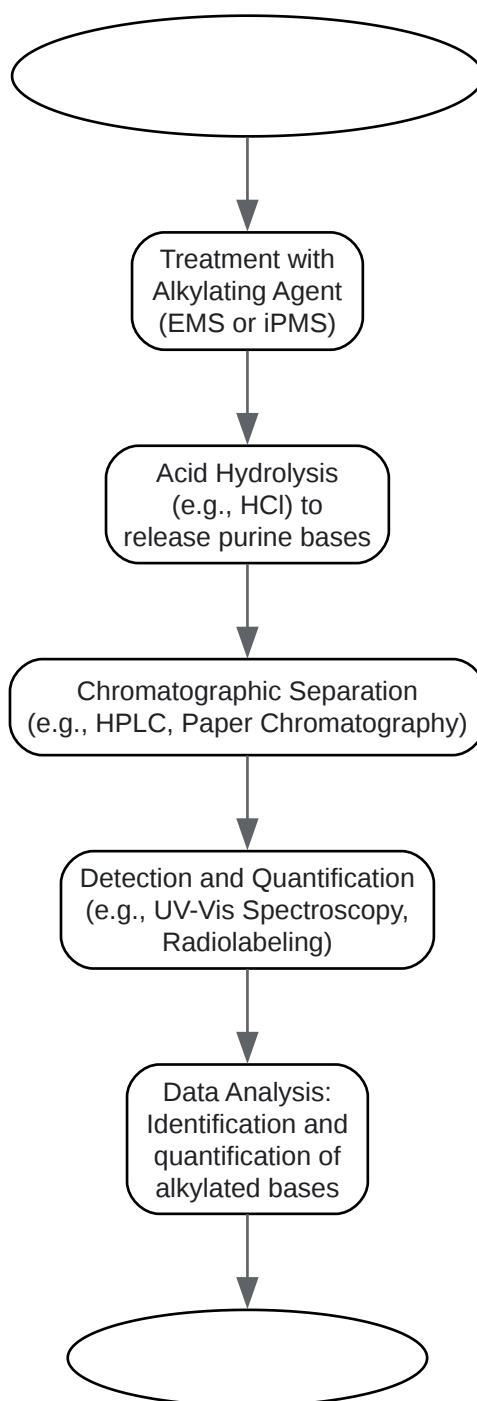 Treatment with
Alkylating Agent
(EMS or iPMS)
Acid Hydrolysis
(e.g., HCl) to
release purine bases
Chromatographic Separation
(e.g., HPLC, Paper Chromatography)
Detection and Quantification
(e.g., UV-Vis Spectroscopy,
Radiolabeling)
Data Analysis:
Identification and
quantification of
alkylated bases